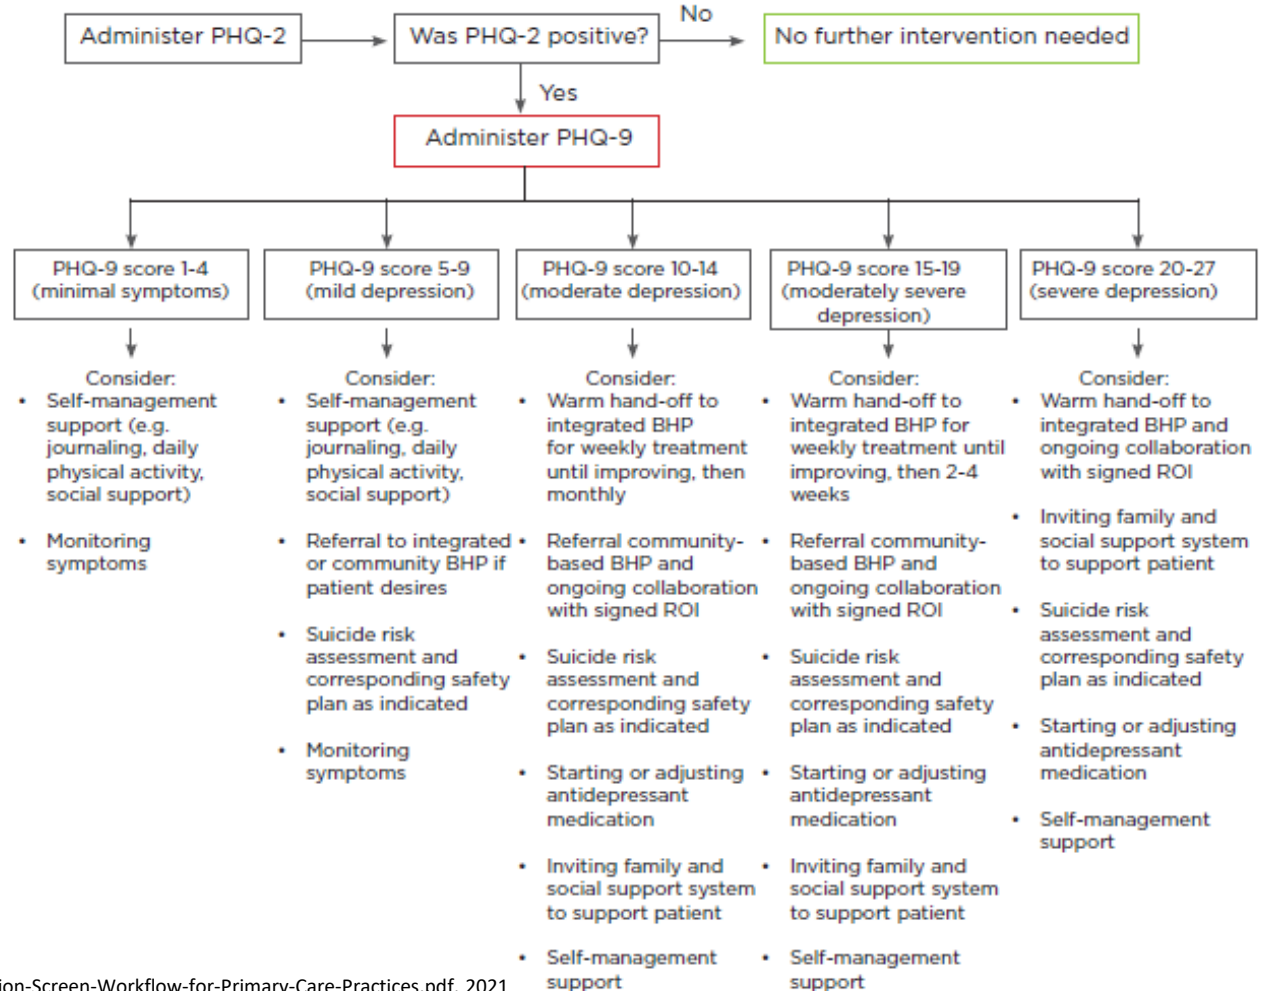 Administer PHQ-2
Was PHQ-2 positive?
No
No further intervention needed
Yes
Administer PHQ-9
PHQ-9 score 1-4
(minimal symptoms)
Consider:
• Self-management
support (e.g.
journaling, daily
physical activity,
social support)
• Monitoring
symptoms
PHQ-9 score 5-9
(mild depression)
Consider:
• Self-management
support (e.g.
journaling, daily
physical activity,
social support)
• Referral to integrated
or community BHP if
patient desires
• Suicide risk
assessment and
corresponding safety
plan as indicated
• Monitoring
symptoms
PHQ-9 score 10-14
(moderate depression)
Consider:
• Warm hand-off to
integrated BHP
for weekly treatment
until improving, then
monthly
• Referral community-
based BHP and
ongoing collaboration
with signed ROI
• Suicide risk
assessment and
corresponding safety
plan as indicated
• Starting or adjusting
antidepressant
medication
• Inviting family and
social support system
to support patient
• Self-management
support
PHQ-9 score 15-19
(moderately severe
depression)
Consider:
• Warm hand-off to
integrated BHP for
weekly treatment until
improving, then 2-4
weeks
• Referral community-
based BHP and
ongoing collaboration
with signed ROI
• Suicide risk
assessment and
corresponding safety
plan as indicated
• Starting or adjusting
antidepressant
medication
• Inviting family and
social support system
to support patient
• Self-management
support
PHQ-9 score 20-27
(severe depression)
Consider:
• Warm hand-off to
integrated BHP and
ongoing collaboration
with signed ROI
• Inviting family and
social support system
to support patient
• Suicide risk
assessment and
corresponding safety
plan as indicated
• Starting or adjusting
antidepressant
medication
• Self-management
support
ion-Screen-Workflow-for-Primary-Care-Practices.pdf. 2021